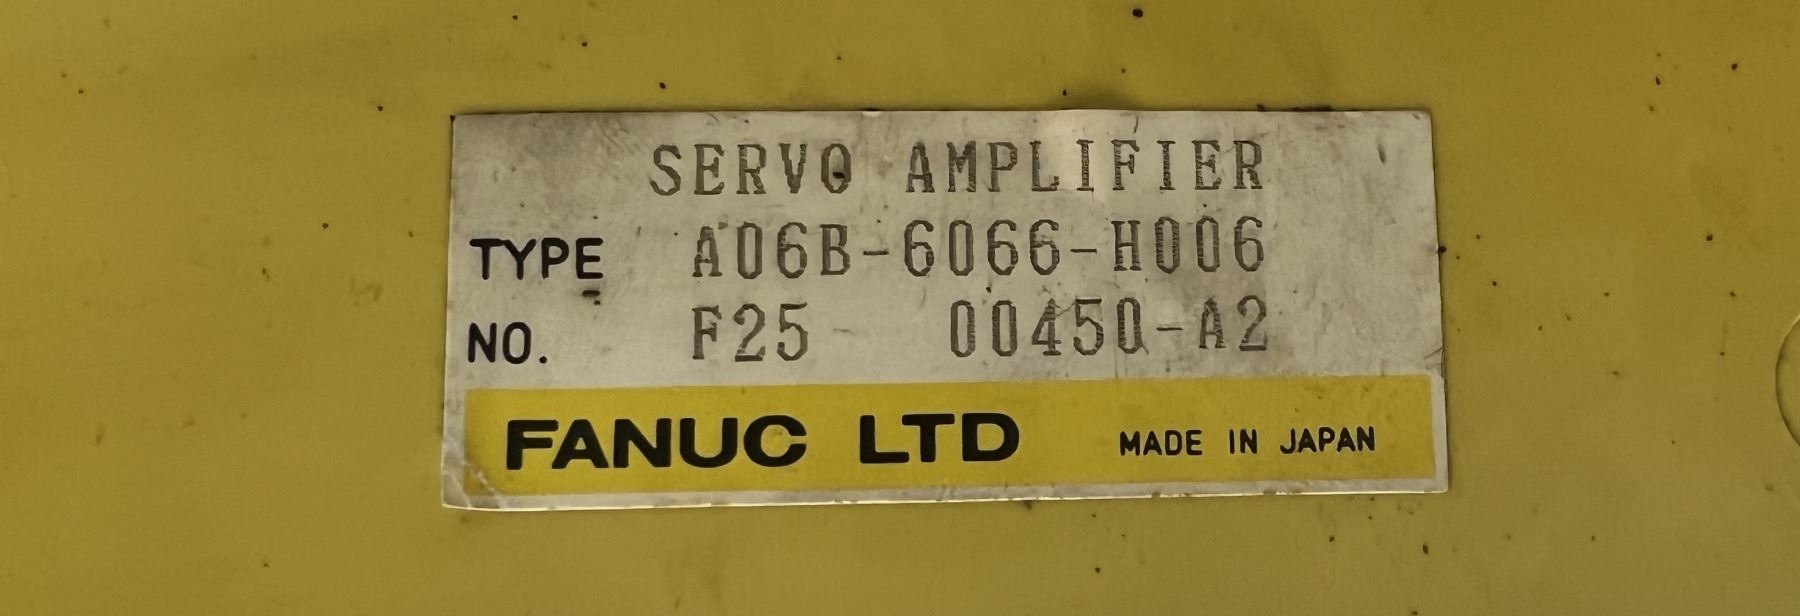 SERVO AMPLIFIER
TYPE A06B-6066-H006
NO. F25 00450-A2
FANUC LTD MADE IN JAPAN